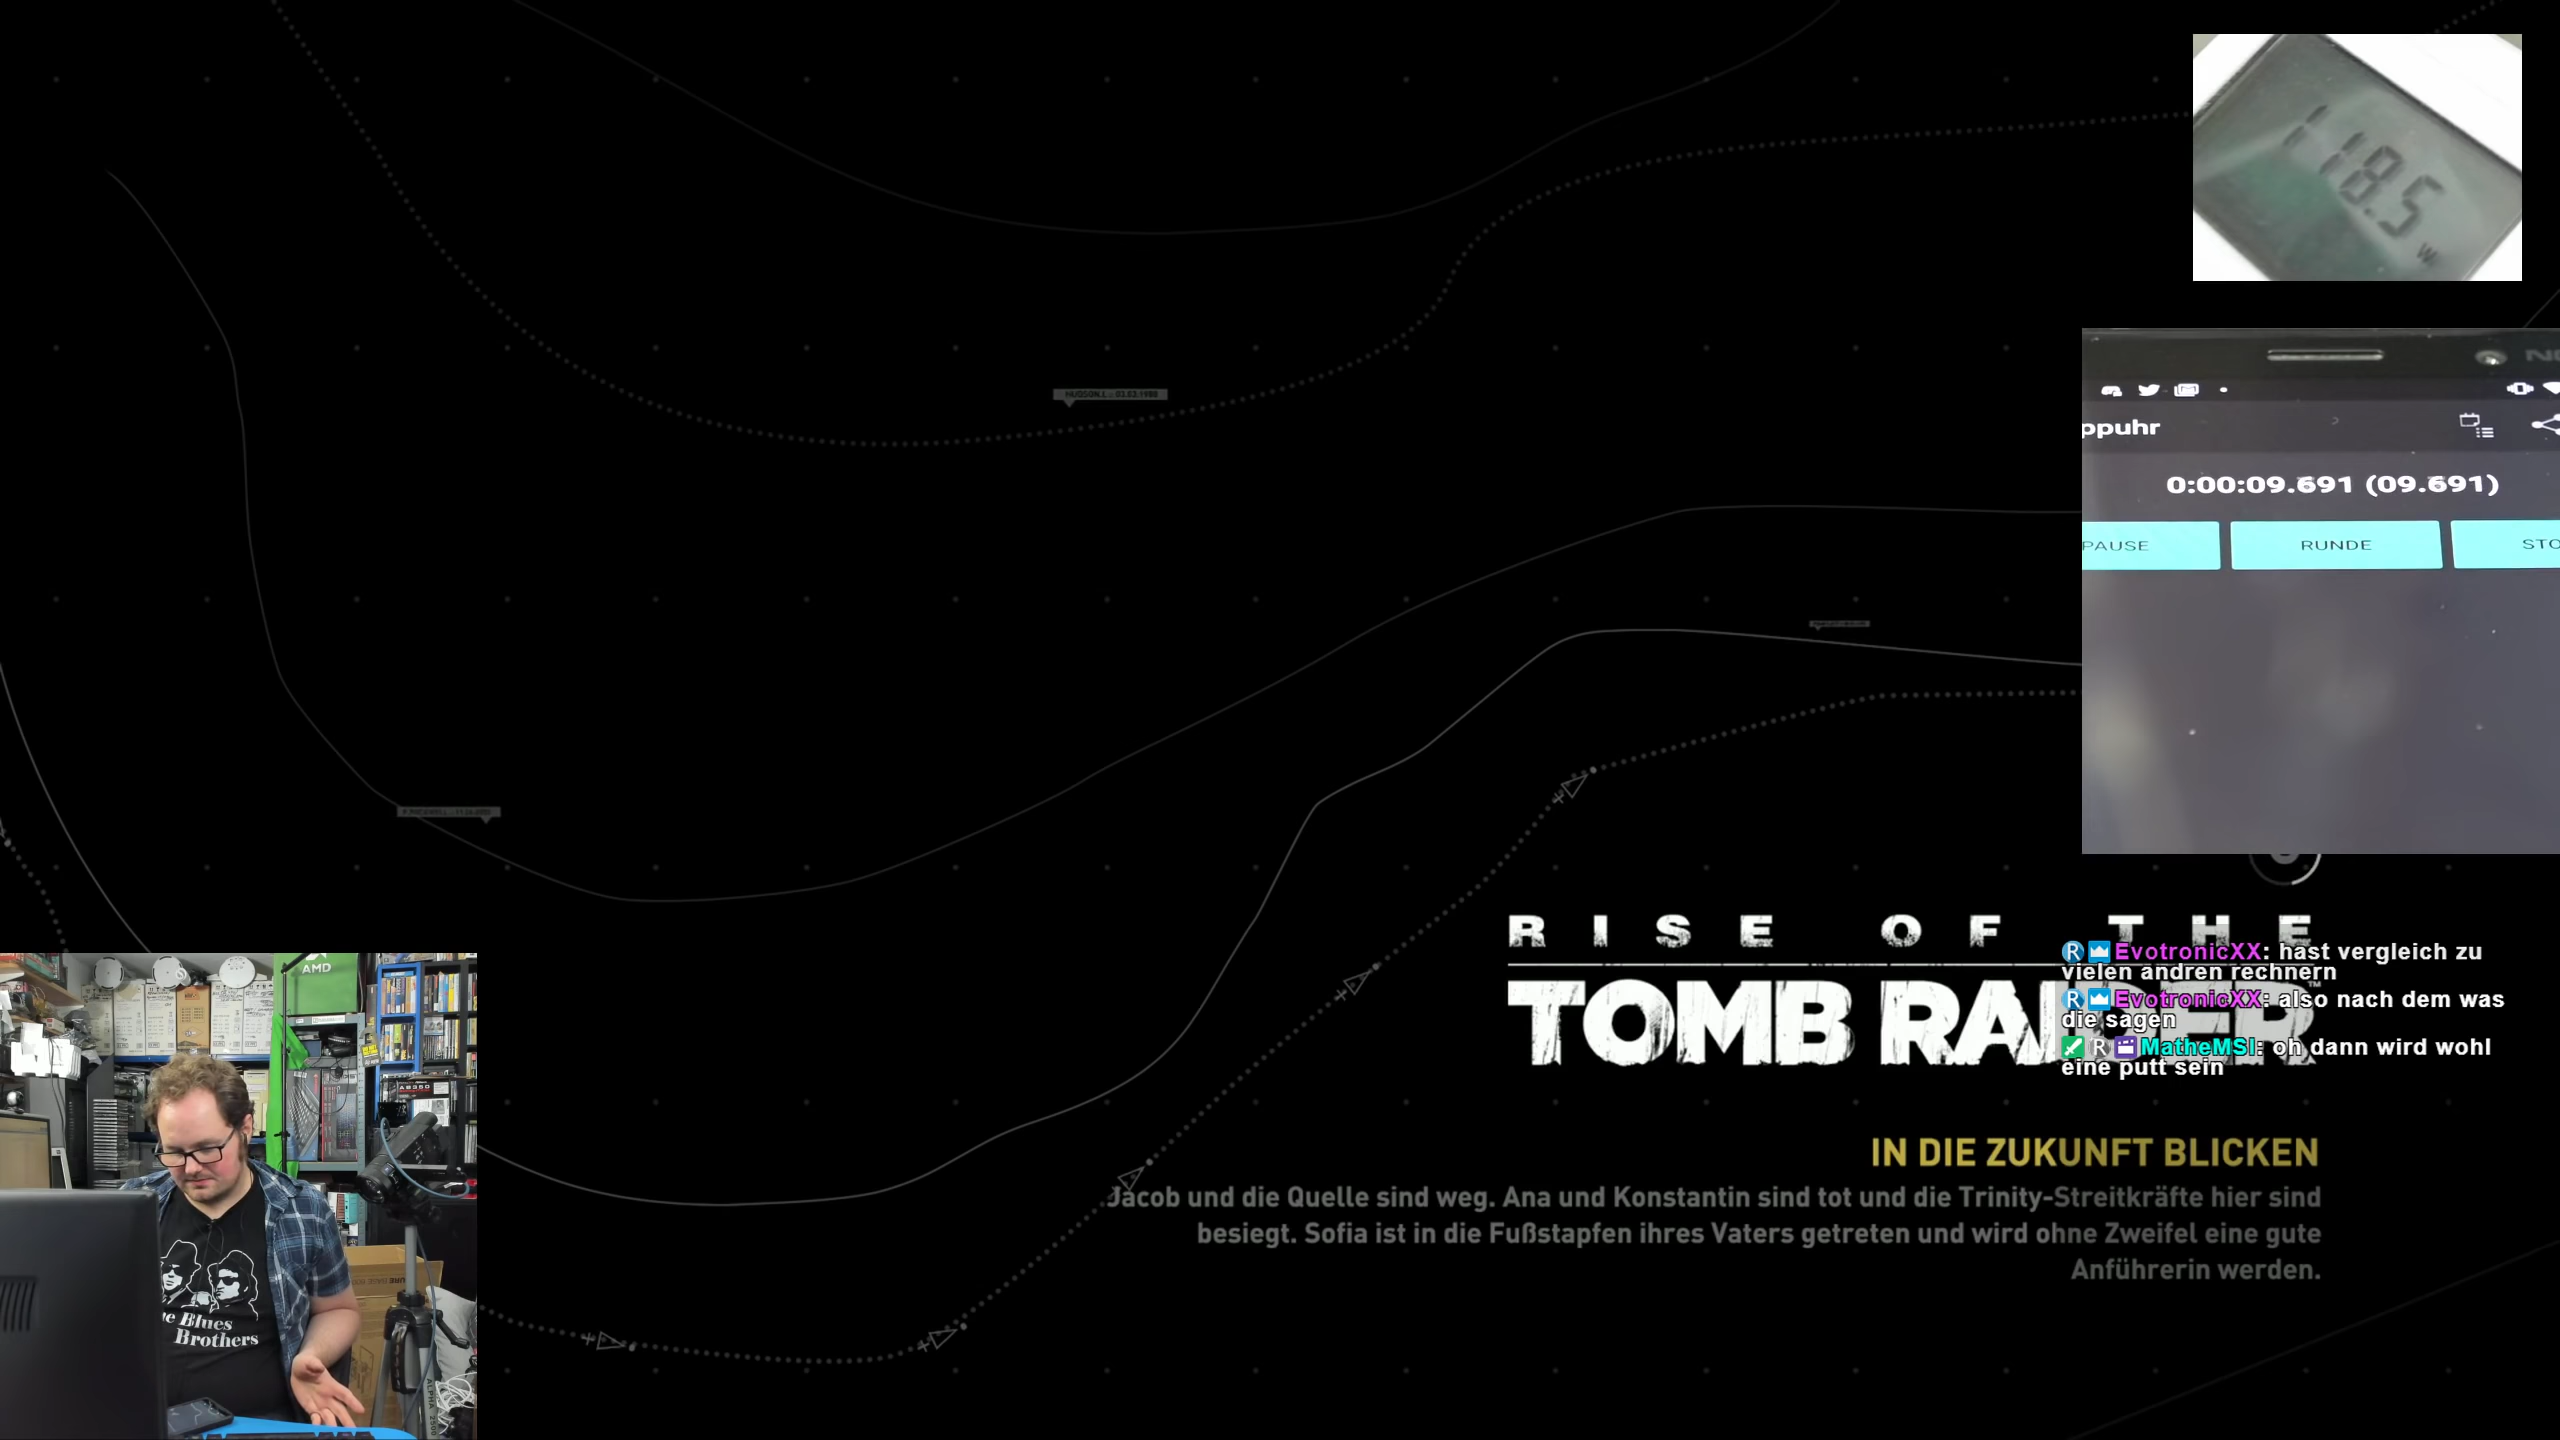 118.5
W
ppuhr
0:00:09.691 (09.691)
PAUSE
RUNDE
STO
RISE OF THE
TOMB RAIDER
™
EvotronicXX: hast vergleich zu
vielen andren rechnern
EvotronicXX: also nach dem was
die sagen
MatheMSI: oh dann wird wohl
eine putt sein
IN DIE ZUKUNFT BLICKEN
Jacob und die Quelle sind weg. Ana und Konstantin sind tot und die Trinity-Streitkräfte hier sind
besiegt. Sofia ist in die Fußstapfen ihres Vaters getreten und wird ohne Zweifel eine gute
Anführerin werden.
AMD
Blues
Brothers